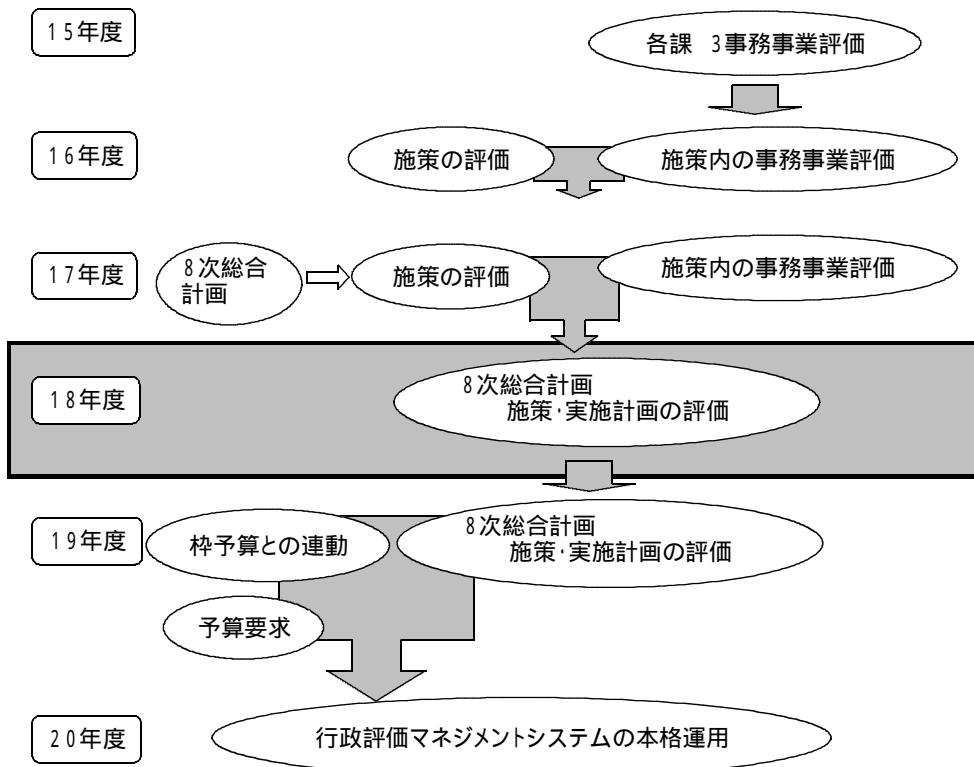 15年度
各課 3事務事業評価
16年度
施策の評価
施策内の事務事業評価
17年度
8次総合
計画
施策の評価
施策内の事務事業評価
18年度
8次総合計画
施策・実施計画の評価
19年度
枠予算との連動
8次総合計画
施策・実施計画の評価
予算要求
20年度
行政評価マネジメントシステムの本格運用